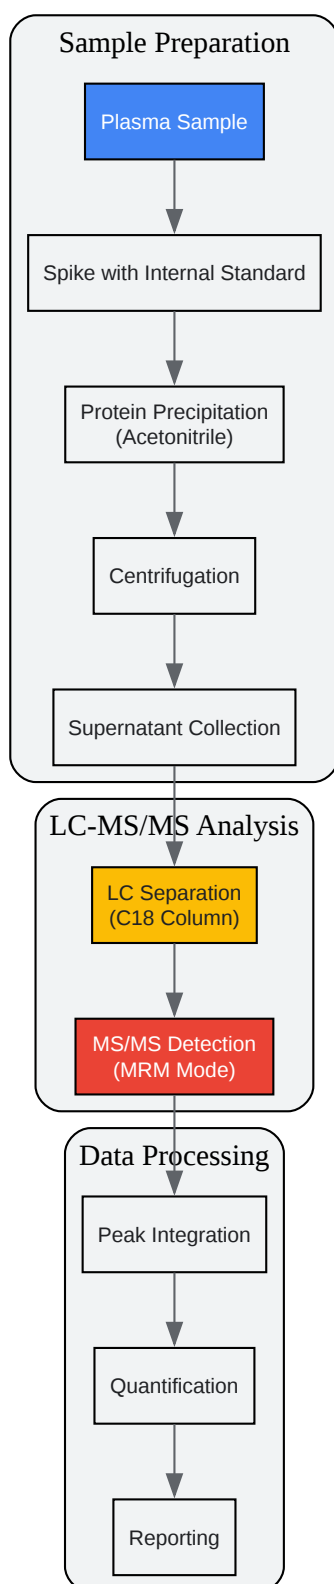 Sample Preparation
Plasma Sample
Spike with Internal Standard
Protein Precipitation
(Acetonitrile)
Centrifugation
Supernatant Collection
LC-MS/MS Analysis
LC Separation
(C18 Column)
MS/MS Detection
(MRM Mode)
Data Processing
Peak Integration
Quantification
Reporting